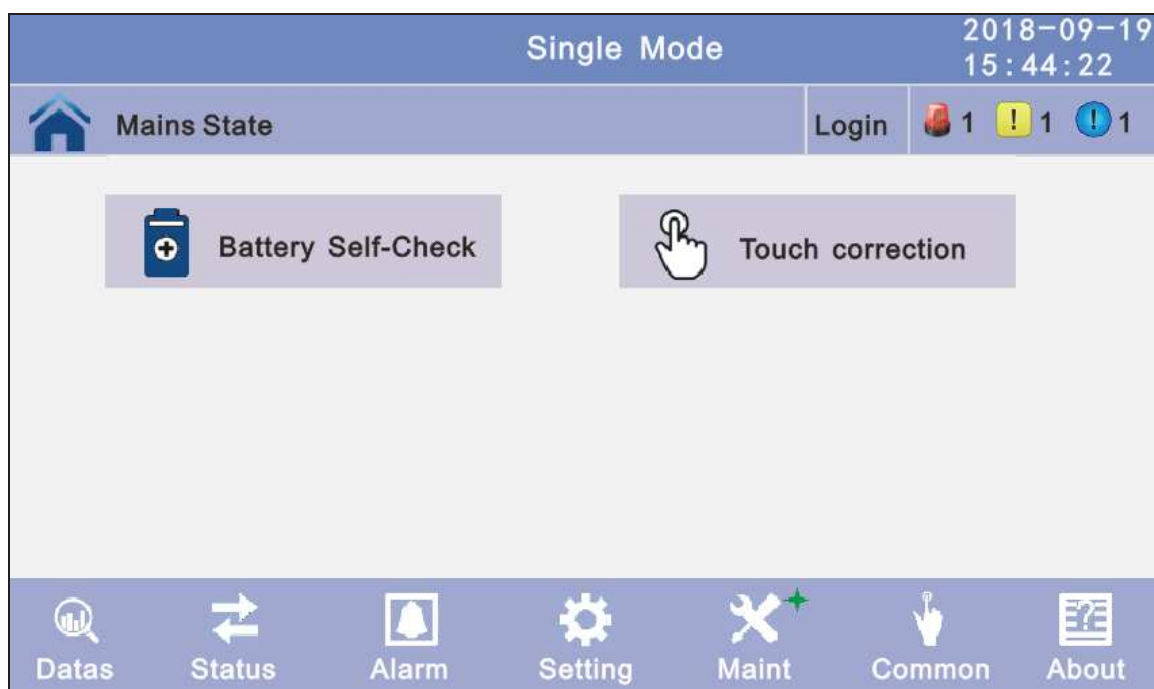 Single Mode
2018-09-19
15:44:22
Mains State
Login
1
!
1
!
1
Battery Self-Check
Touch correction
?
Datas
Status
Alarm
Setting
Maint
Common
About